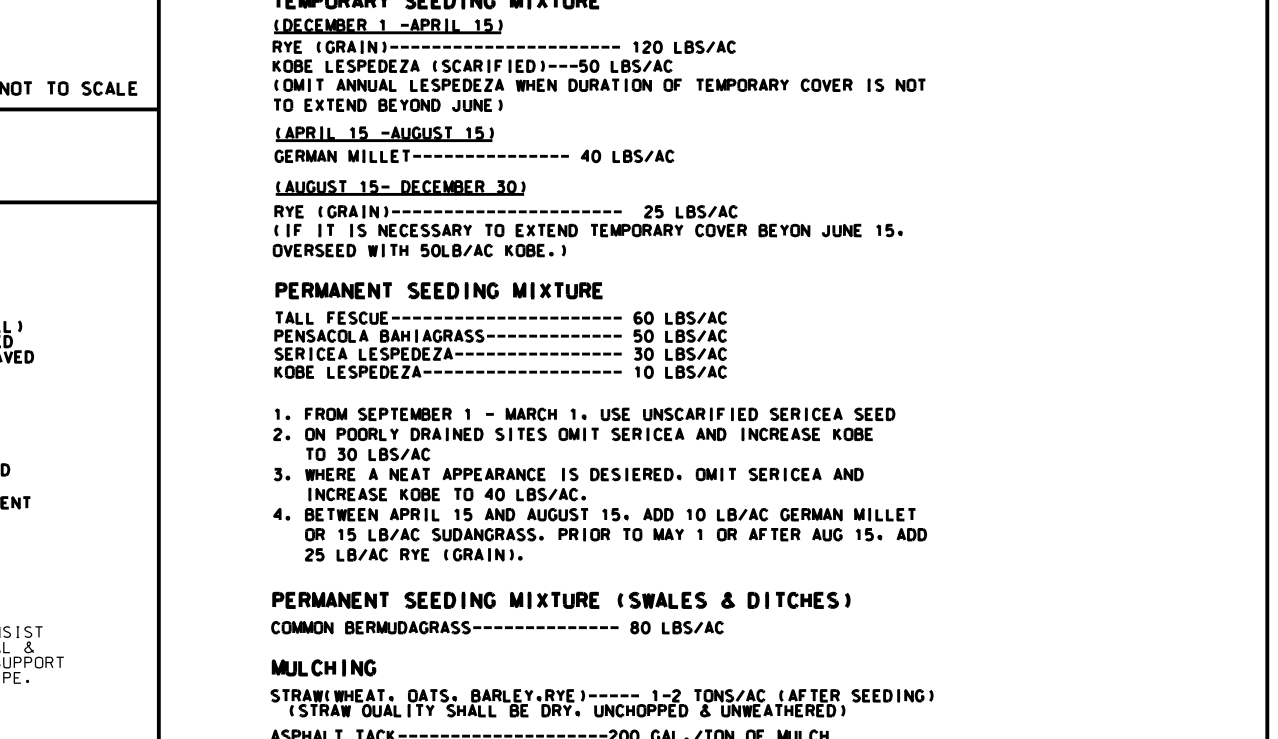 TEMPORARY SEEDING MIXTURE
(DECEMBER 1 -APRIL 15)
RYE (GRAIN)---------------------- 120 LBS/AC
KOBE LESPEDEZA (SCARIFIED)---50 LBS/AC
(OMIT ANNUAL LESPEDEZA WHEN DURATION OF TEMPORARY COVER IS NOT
TO EXTEND BEYOND JUNE)
(APRIL 15 -AUGUST 15)
GERMAN MILLET--------------- 40 LBS/AC
(AUGUST 15- DECEMBER 30)
RYE (GRAIN)---------------------- 25 LBS/AC
(IF IT IS NECESSARY TO EXTEND TEMPORARY COVER BEYON JUNE 15,
OVERSEED WITH 50LB/AC KOBE.)
PERMANENT SEEDING MIXTURE
TALL FESCUE---------------------- 60 LBS/AC
PENSACOLA BAHIAGRASS------------- 50 LBS/AC
SERICEA LESPEDEZA---------------- 30 LBS/AC
KOBE LESPEDEZA------------------- 10 LBS/AC
1. FROM SEPTEMBER 1 - MARCH 1, USE UNSCARIFIED SERICEA SEED
2. ON POORLY DRAINED SITES OMIT SERICEA AND INCREASE KOBE
TO 30 LBS/AC
3. WHERE A NEAT APPEARANCE IS DESIERED, OMIT SERICEA AND
INCREASE KOBE TO 40 LBS/AC.
4. BETWEEN APRIL 15 AND AUGUST 15, ADD 10 LB/AC GERMAN MILLET
OR 15 LB/AC SUDANGRASS. PRIOR TO MAY 1 OR AFTER AUG 15, ADD
25 LB/AC RYE (GRAIN).
PERMANENT SEEDING MIXTURE (SWALES & DITCHES)
COMMON BERMUDAGRASS-------------- 80 LBS/AC
MULCHING
STRAW(WHEAT, OATS, BARLEY,RYE)----- 1-2 TONS/AC (AFTER SEEDING)
(STRAW QUALITY SHALL BE DRY, UNCHOPPED & UNWEATHERED)
ASPHALT TACK--------------------200 GAL./TON OF MULCH
NOT TO SCALE
L)
ED
AVED
D
ENT
NSIST
AL &
SUPPORT
PE.